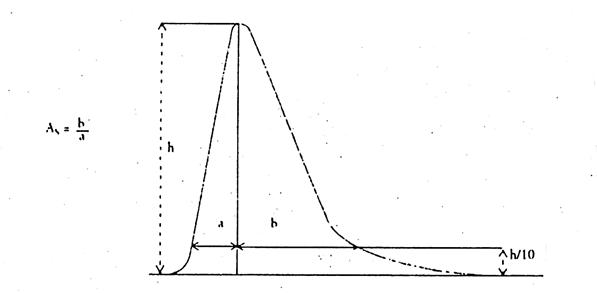 Aₛ = b/a
h
a
b
h/10